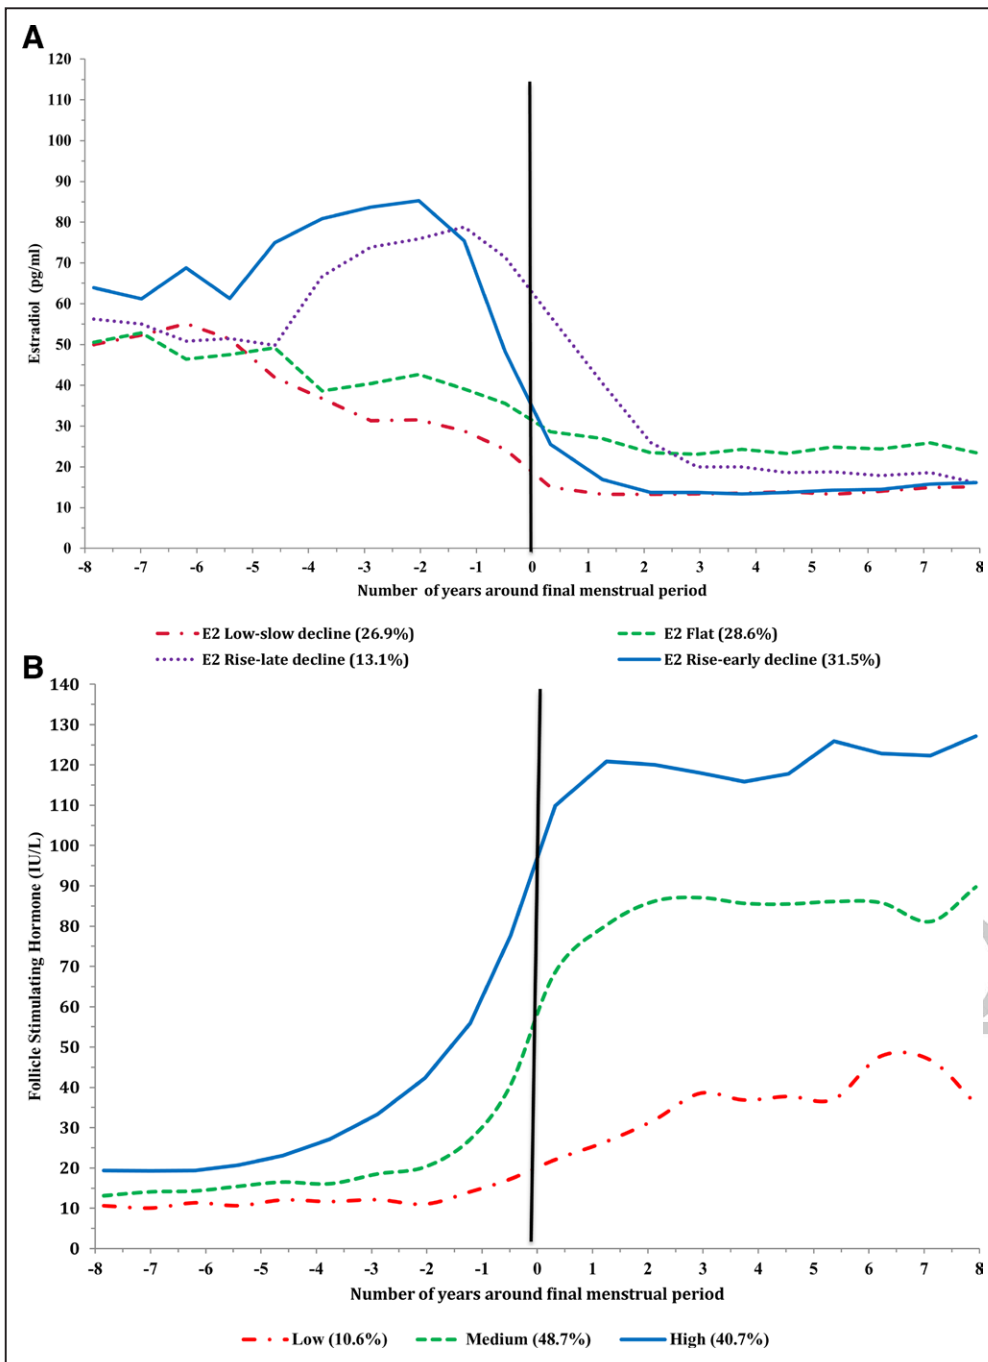 A
120
110
100
90
80
70
60
50
40
30
20
10
0
Estradiol (pg/ml)
-8 -7 -6 -5 -4 -3 -2 -1 0 1 2 3 4 5 6 7 8
Number of years around final menstrual period
E2 Low-slow decline (26.9%) E2 Flat (28.6%)
E2 Rise-late decline (13.1%) E2 Rise-early decline (31.5%)
B
140
130
120
110
100
90
80
70
60
50
40
30
20
10
0
Follicle Stimulating Hormone (IU/L)
-8 -7 -6 -5 -4 -3 -2 -1 0 1 2 3 4 5 6 7 8
Number of years around final menstrual period
Low (10.6%) Medium (48.7%) High (40.7%)